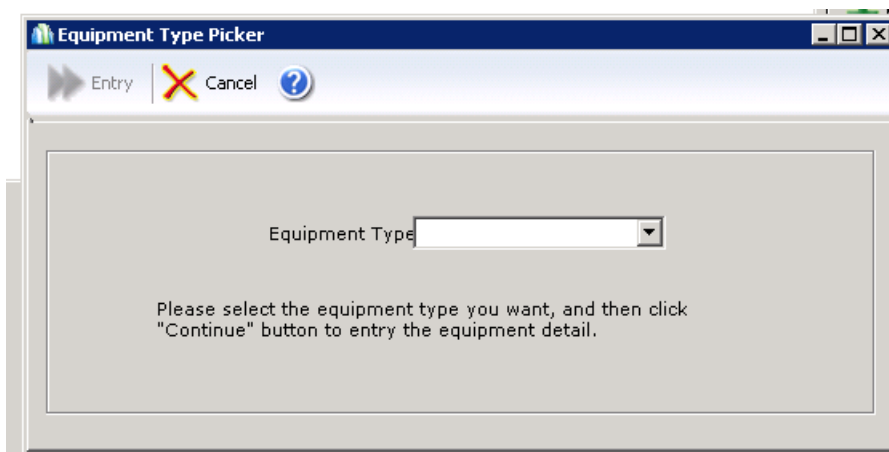 Equipment Type Picker
Entry
Cancel
Equipment Type
Please select the equipment type you want, and then click
"Continue" button to entry the equipment detail.